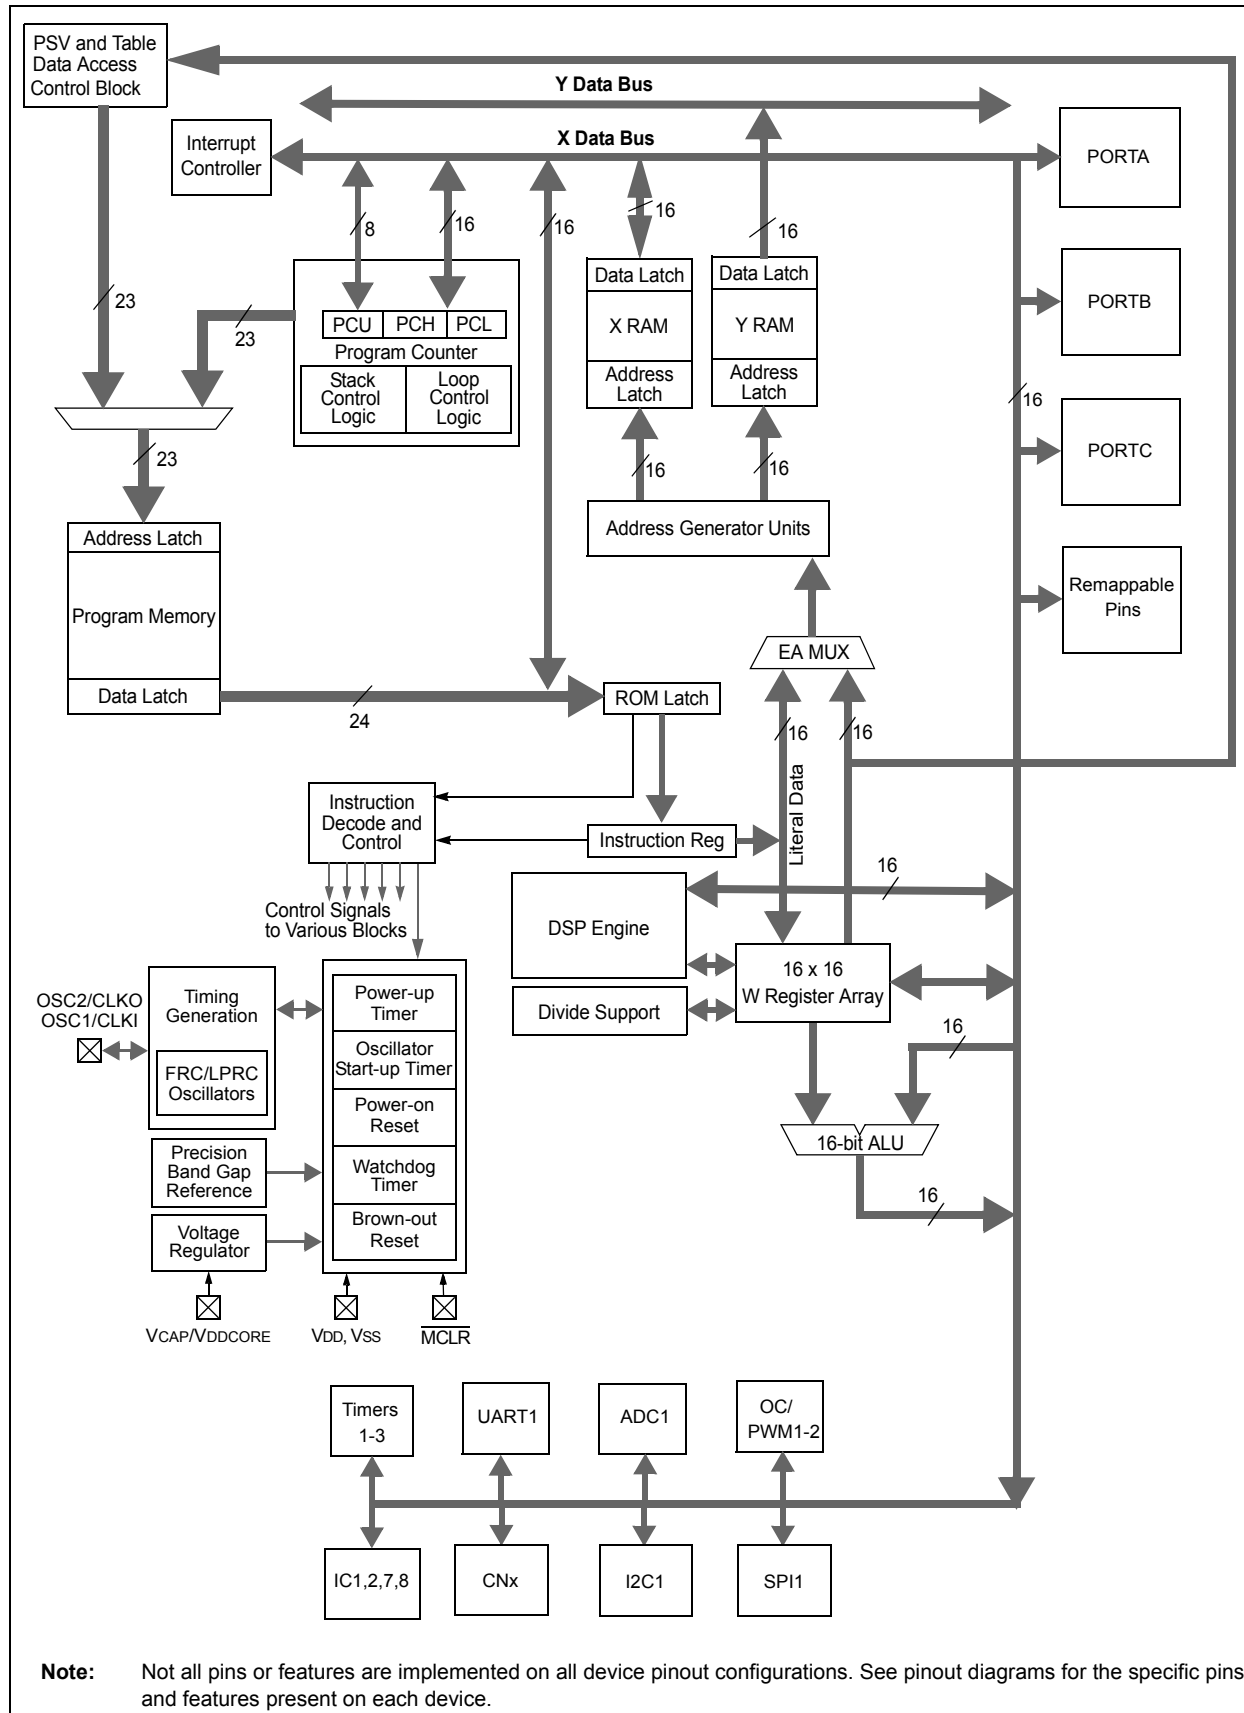 PSV and Table
Data Access
Control Block
Y Data Bus
Interrupt
Controller
X Data Bus
PORTA
8
16
16
16
16
Data Latch
X RAM
Address
Latch
Data Latch
Y RAM
Address
Latch
PORTB
23
23
PCU
PCH
PCL
Program Counter
Stack
Control
Logic
Loop
Control
Logic
16
PORTC
23
16
16
Address Generator Units
Address Latch
Program Memory
Data Latch
Remappable
Pins
EA MUX
24
ROM Latch
16
16
Literal Data
Instruction
Decode and
Control
Instruction Reg
Control Signals
to Various Blocks
DSP Engine
16
16 x 16
W Register Array
Divide Support
OSC2/CLKO
OSC1/CLKI
Timing
Generation
FRC/LPRC
Oscillators
Power-up
Timer
Oscillator
Start-up Timer
Power-on
Reset
Watchdog
Timer
Brown-out
Reset
16
16-bit ALU
Precision
Band Gap
Reference
Voltage
Regulator
16
VCAP/VDDCORE
VDD, VSS
MCLR
Timers
1-3
UART1
ADC1
OC/
PWM1-2
IC1,2,7,8
CNx
I2C1
SPI1
Note: Not all pins or features are implemented on all device pinout configurations. See pinout diagrams for the specific pins
and features present on each device.